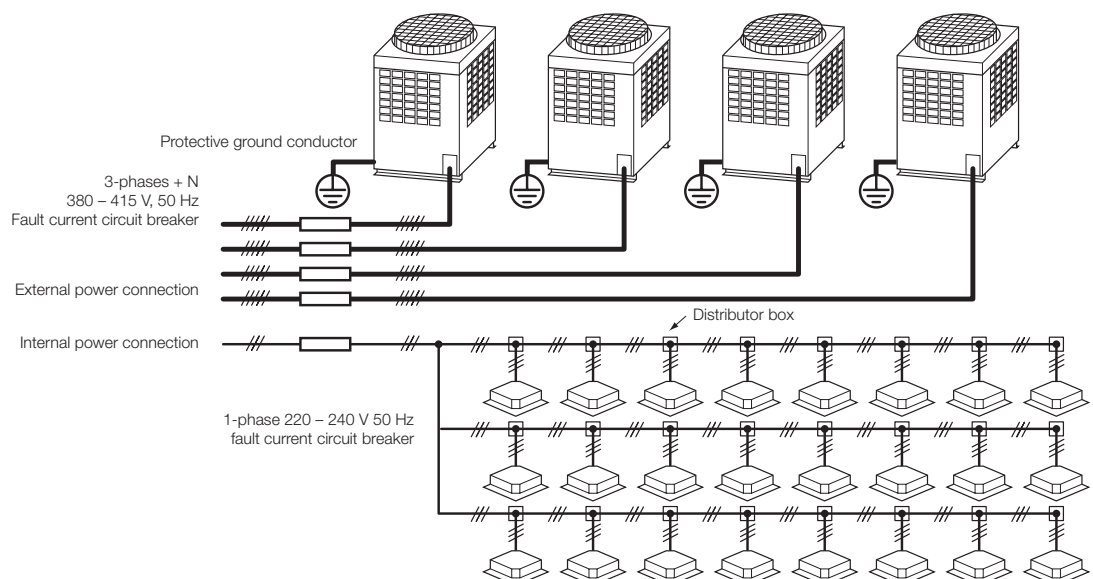 Protective ground conductor
3-phases + N
380 – 415 V, 50 Hz
Fault current circuit breaker
External power connection
Distributor box
Internal power connection
1-phase 220 – 240 V 50 Hz
fault current circuit breaker